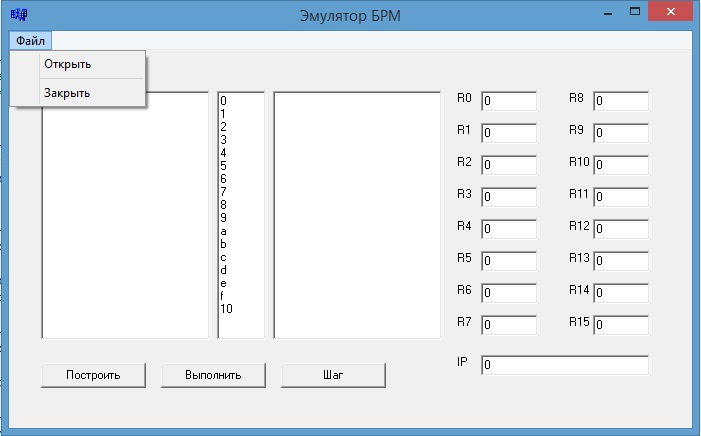 Эмулятор БРМ
Файл
Открыть
Закрыть
0
1
2
3
4
5
6
7
8
9
a
b
c
d
e
f
10
R0 0 R8 0
R1 0 R9 0
R2 0 R10 0
R3 0 R11 0
R4 0 R12 0
R5 0 R13 0
R6 0 R14 0
R7 0 R15 0
IP 0
Построить Выполнить Шаг